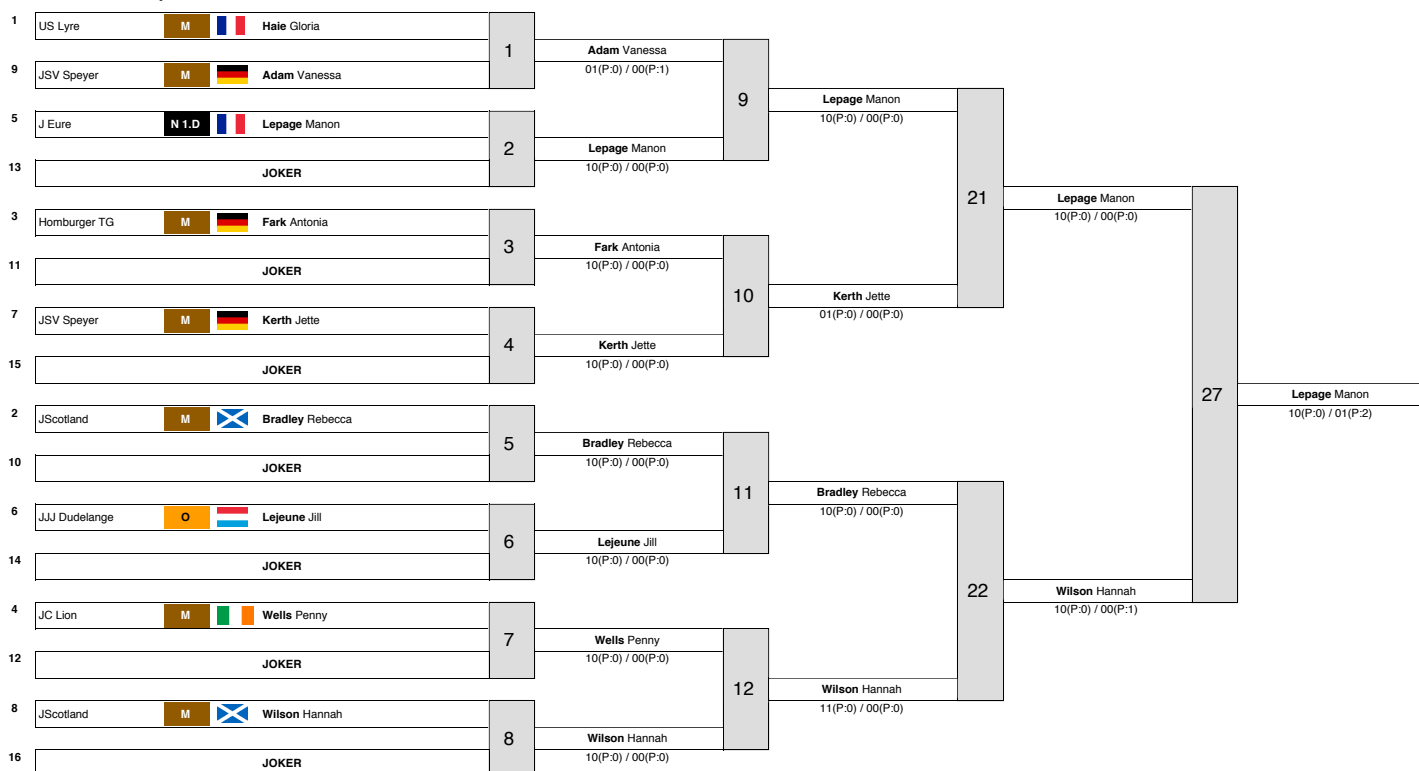 1 US Lyre M Haie Gloria
1
Adam Vanessa
01(P:0) / 00(P:1)
9 JSV Speyer M Adam Vanessa
9
Lepage Manon
10(P:0) / 00(P:0)
5 J Eure N 1.D Lepage Manon
2
Lepage Manon
10(P:0) / 00(P:0)
13 JOKER
21
Lepage Manon
10(P:0) / 00(P:0)
3 Homburger TG M Fark Antonia
3
Fark Antonia
10(P:0) / 00(P:0)
11 JOKER
10
Kerth Jette
01(P:0) / 00(P:0)
7 JSV Speyer M Kerth Jette
4
Kerth Jette
10(P:0) / 00(P:0)
15 JOKER
27
Lepage Manon
10(P:0) / 01(P:2)
2 JScotland M Bradley Rebecca
5
Bradley Rebecca
10(P:0) / 00(P:0)
10 JOKER
11
Bradley Rebecca
10(P:0) / 00(P:0)
6 JJJ Dudelange O Lejeune Jill
6
Lejeune Jill
10(P:0) / 00(P:0)
14 JOKER
22
Wilson Hannah
10(P:0) / 00(P:1)
4 JC Lion M Wells Penny
7
Wells Penny
10(P:0) / 00(P:0)
12 JOKER
12
Wilson Hannah
11(P:0) / 00(P:0)
8 JScotland M Wilson Hannah
8
Wilson Hannah
10(P:0) / 00(P:0)
16 JOKER